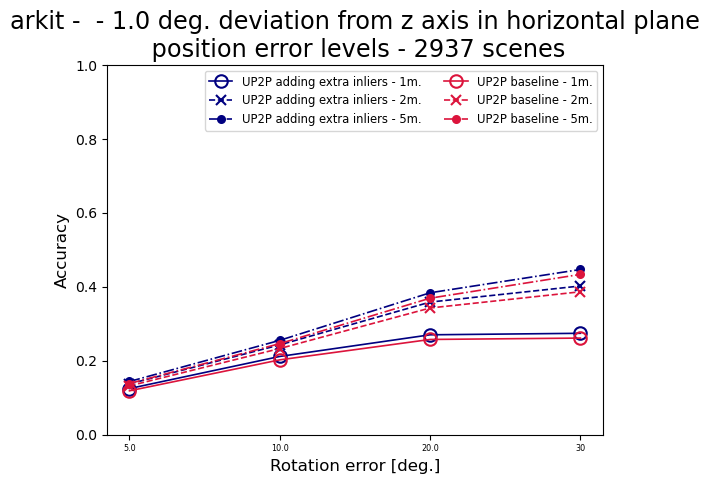 arkit -  - 1.0 deg. deviation from z axis in horizontal plane
position error levels - 2937 scenes
UP2P adding extra inliers - 1m.
UP2P adding extra inliers - 2m.
UP2P adding extra inliers - 5m.
UP2P baseline - 1m.
UP2P baseline - 2m.
UP2P baseline - 5m.
1.0
0.8
0.6
0.4
0.2
0.0
Accuracy
5.0 10.0 20.0 30
Rotation error [deg.]